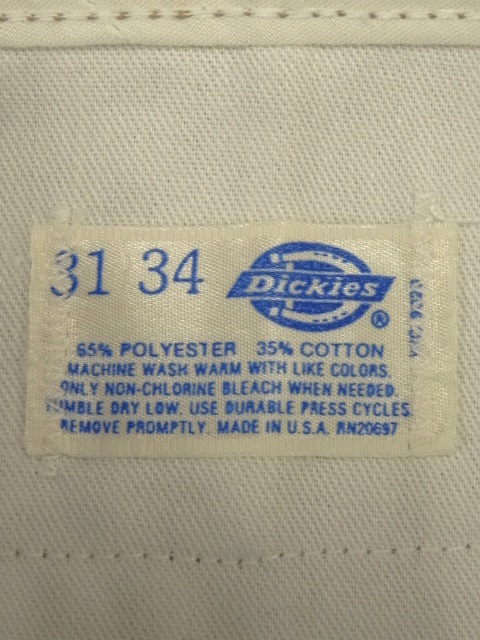 31 34
Dickies ®
65% POLYESTER 35% COTTON
MACHINE WASH WARM WITH LIKE COLORS.
ONLY NON-CHLORINE BLEACH WHEN NEEDED.
TUMBLE DRY LOW. USE DURABLE PRESS CYCLES.
REMOVE PROMPTLY. MADE IN U.S.A. RN20697